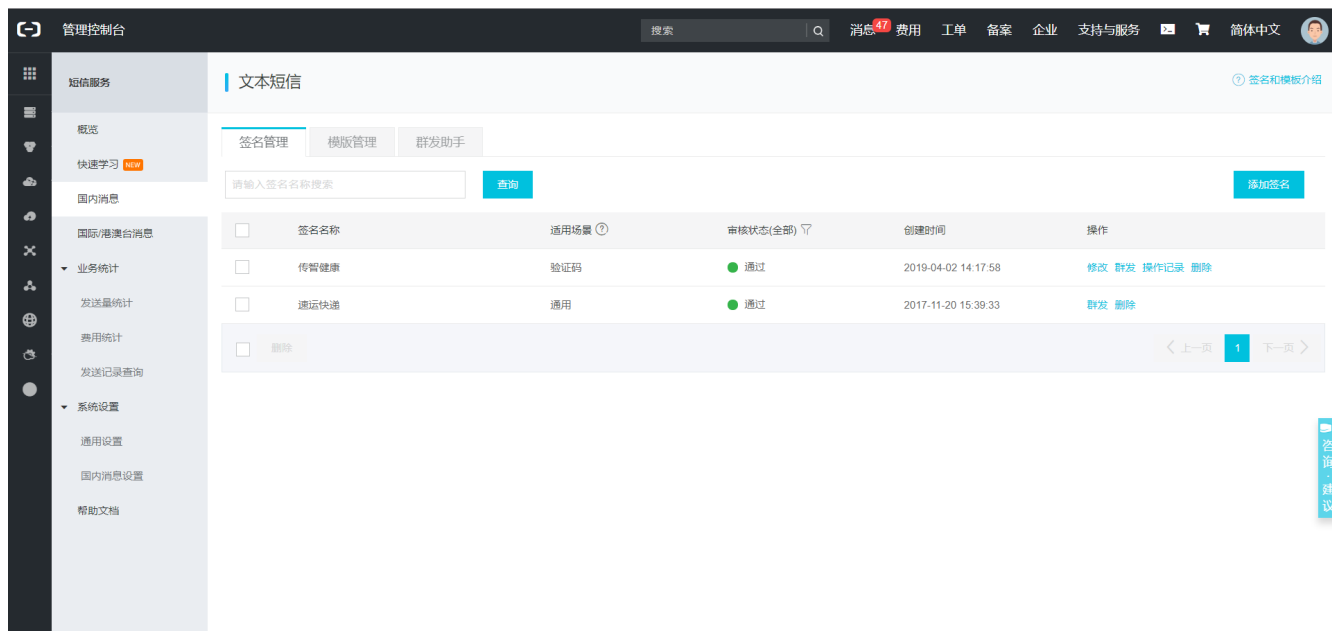 管理控制台
搜索
消息 47 费用 工单 备案 企业 支持与服务 简体中文
短信服务
概览
快速学习 NEW
国内消息
国际/港澳台消息
业务统计
发送量统计
费用统计
发送记录查询
系统设置
通用设置
国内消息设置
帮助文档
文本短信
签名和模板介绍
签名管理 模版管理 群发助手
请输入签名名称搜索 查询 添加签名
签名名称 适用场景 审核状态(全部) 创建时间 操作
传智健康 验证码 通过 2019-04-02 14:17:58 修改 群发 操作记录 删除
速运快递 通用 通过 2017-11-20 15:39:33 群发 删除
删除 上一页 1 下一页
咨询·建议